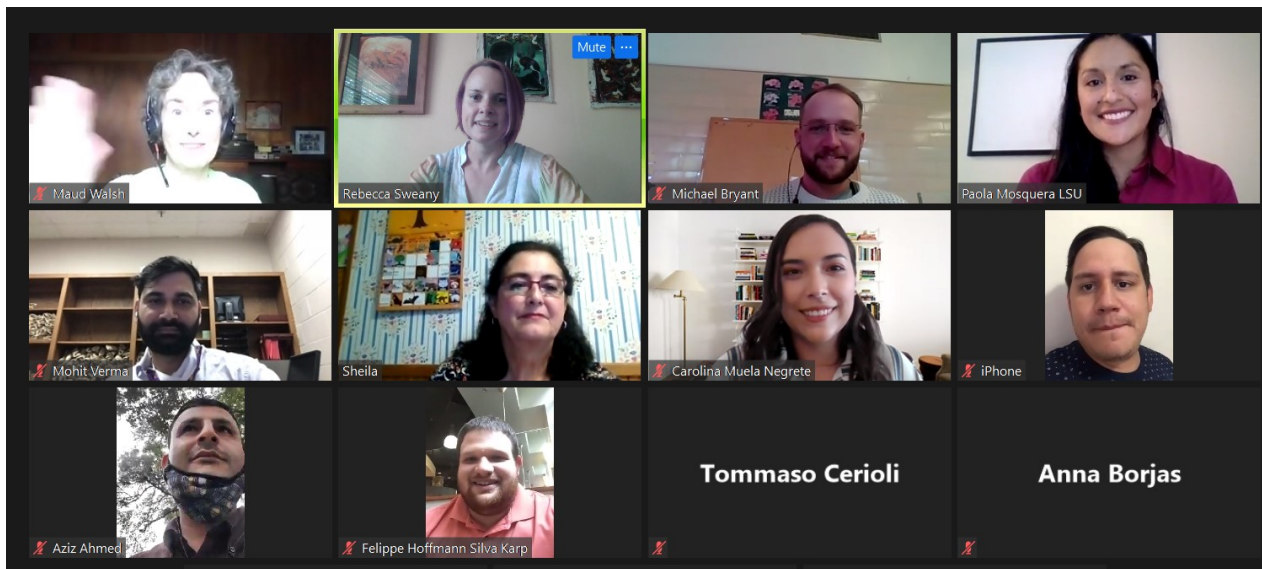 Mute ...
Maud Walsh
Rebecca Sweany
Michael Bryant
Paola Mosquera LSU
Mohit Verma
Sheila
Carolina Muela Negrete
iPhone
Aziz Ahmed
Felippe Hoffmann Silva Karp
Tommaso Cerioli
Anna Borjas